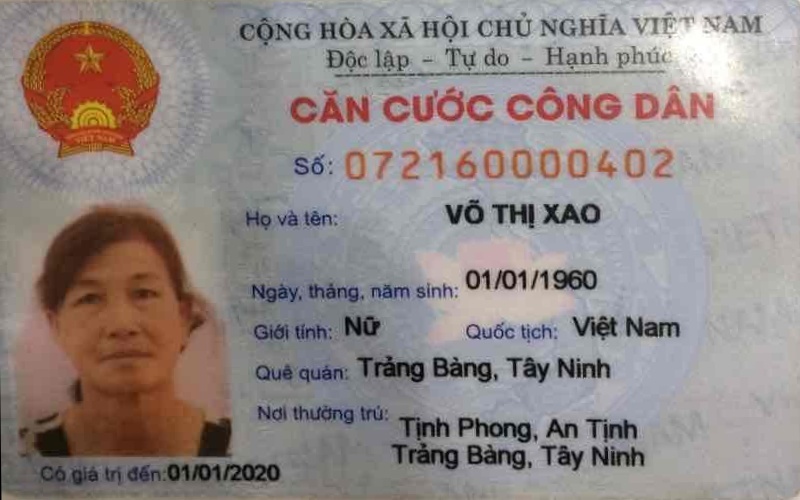 CỘNG HÒA XÃ HỘI CHỦ NGHĨA VIỆT NAM
Độc lập – Tự do – Hạnh phúc
CĂN CƯỚC CÔNG DÂN
Số: 072160000402
Họ và tên: VÕ THỊ XAO
Ngày, tháng, năm sinh: 01/01/1960
Giới tính: Nữ Quốc tịch: Việt Nam
Quê quán: Trảng Bàng, Tây Ninh
Nơi thường trú: Tịnh Phong, An Tịnh
Trảng Bàng, Tây Ninh
Có giá trị đến: 01/01/2020